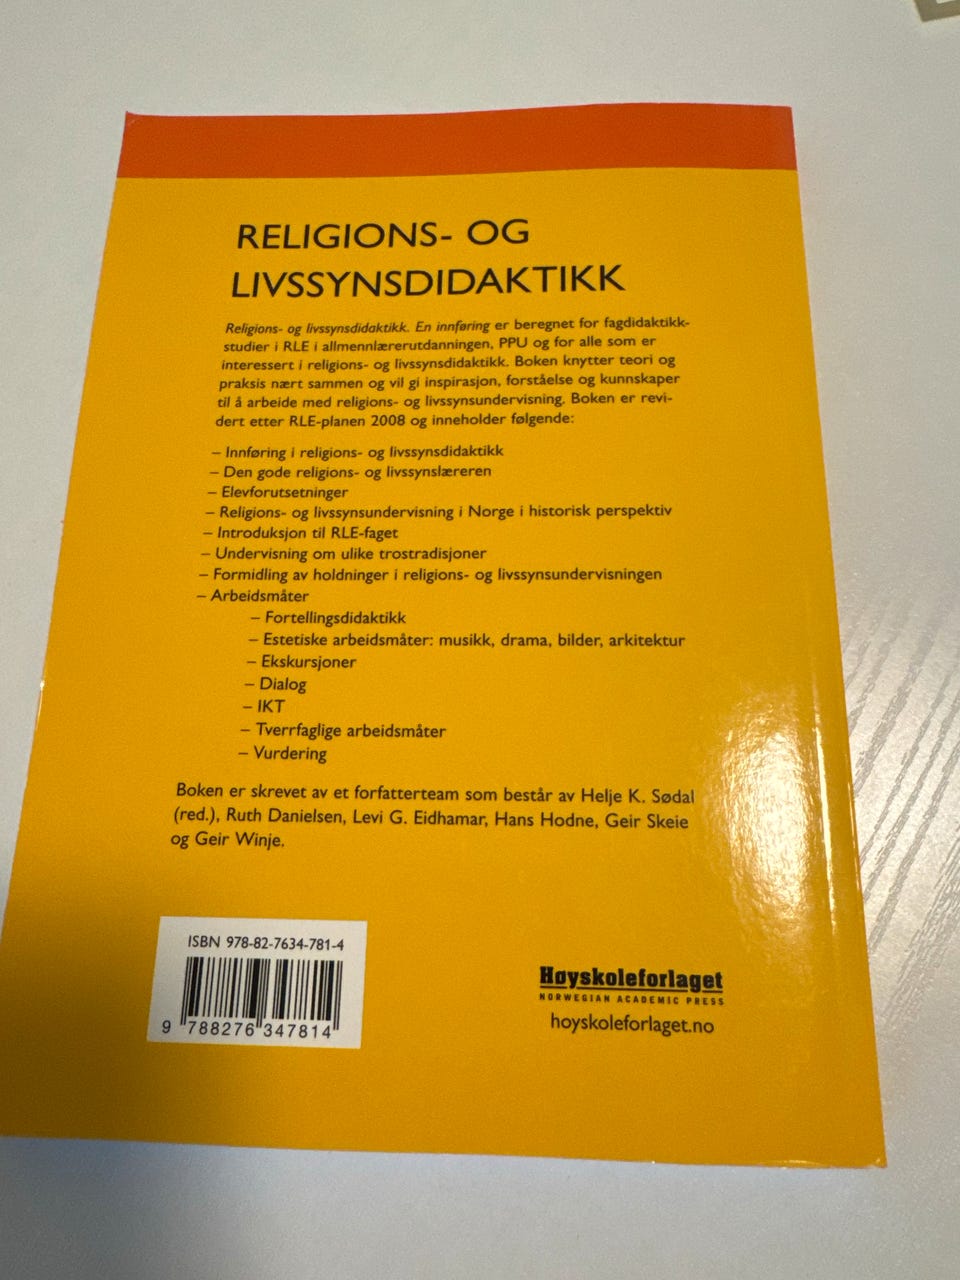 RELIGIONS- OG
LIVSSYNSDIDAKTIKK
Religions- og livssynsdidaktikk. En innføring er beregnet for fagdidaktikk-
studier i RLE i allmennlærerutdanningen, PPU og for alle som er
interessert i religions- og livssynsdidaktikk. Boken knytter teori og
praksis nært sammen og vil gi inspirasjon, forståelse og kunnskaper
til å arbeide med religions- og livssynsundervisning. Boken er revi-
dert etter RLE-planen 2008 og inneholder følgende:
– Innføring i religions- og livssynsdidaktikk
– Den gode religions- og livssynslæreren
– Elevforutsetninger
– Religions- og livssynsundervisning i Norge i historisk perspektiv
– Introduksjon til RLE-faget
– Undervisning om ulike trostradisjoner
– Formidling av holdninger i religions- og livssynsundervisningen
– Arbeidsmåter
– Fortellingsdidaktikk
– Estetiske arbeidsmåter: musikk, drama, bilder, arkitektur
– Ekskursjoner
– Dialog
– IKT
– Tverrfaglige arbeidsmåter
– Vurdering
Boken er skrevet av et forfatterteam som består av Helje K. Sødal
(red.), Ruth Danielsen, Levi G. Eidhamar, Hans Hodne, Geir Skeie
og Geir Winje.
ISBN 978-82-7634-781-4
9 788276 347814
Høyskoleforlaget
NORWEGIAN ACADEMIC PRESS
hoyskoleforlaget.no